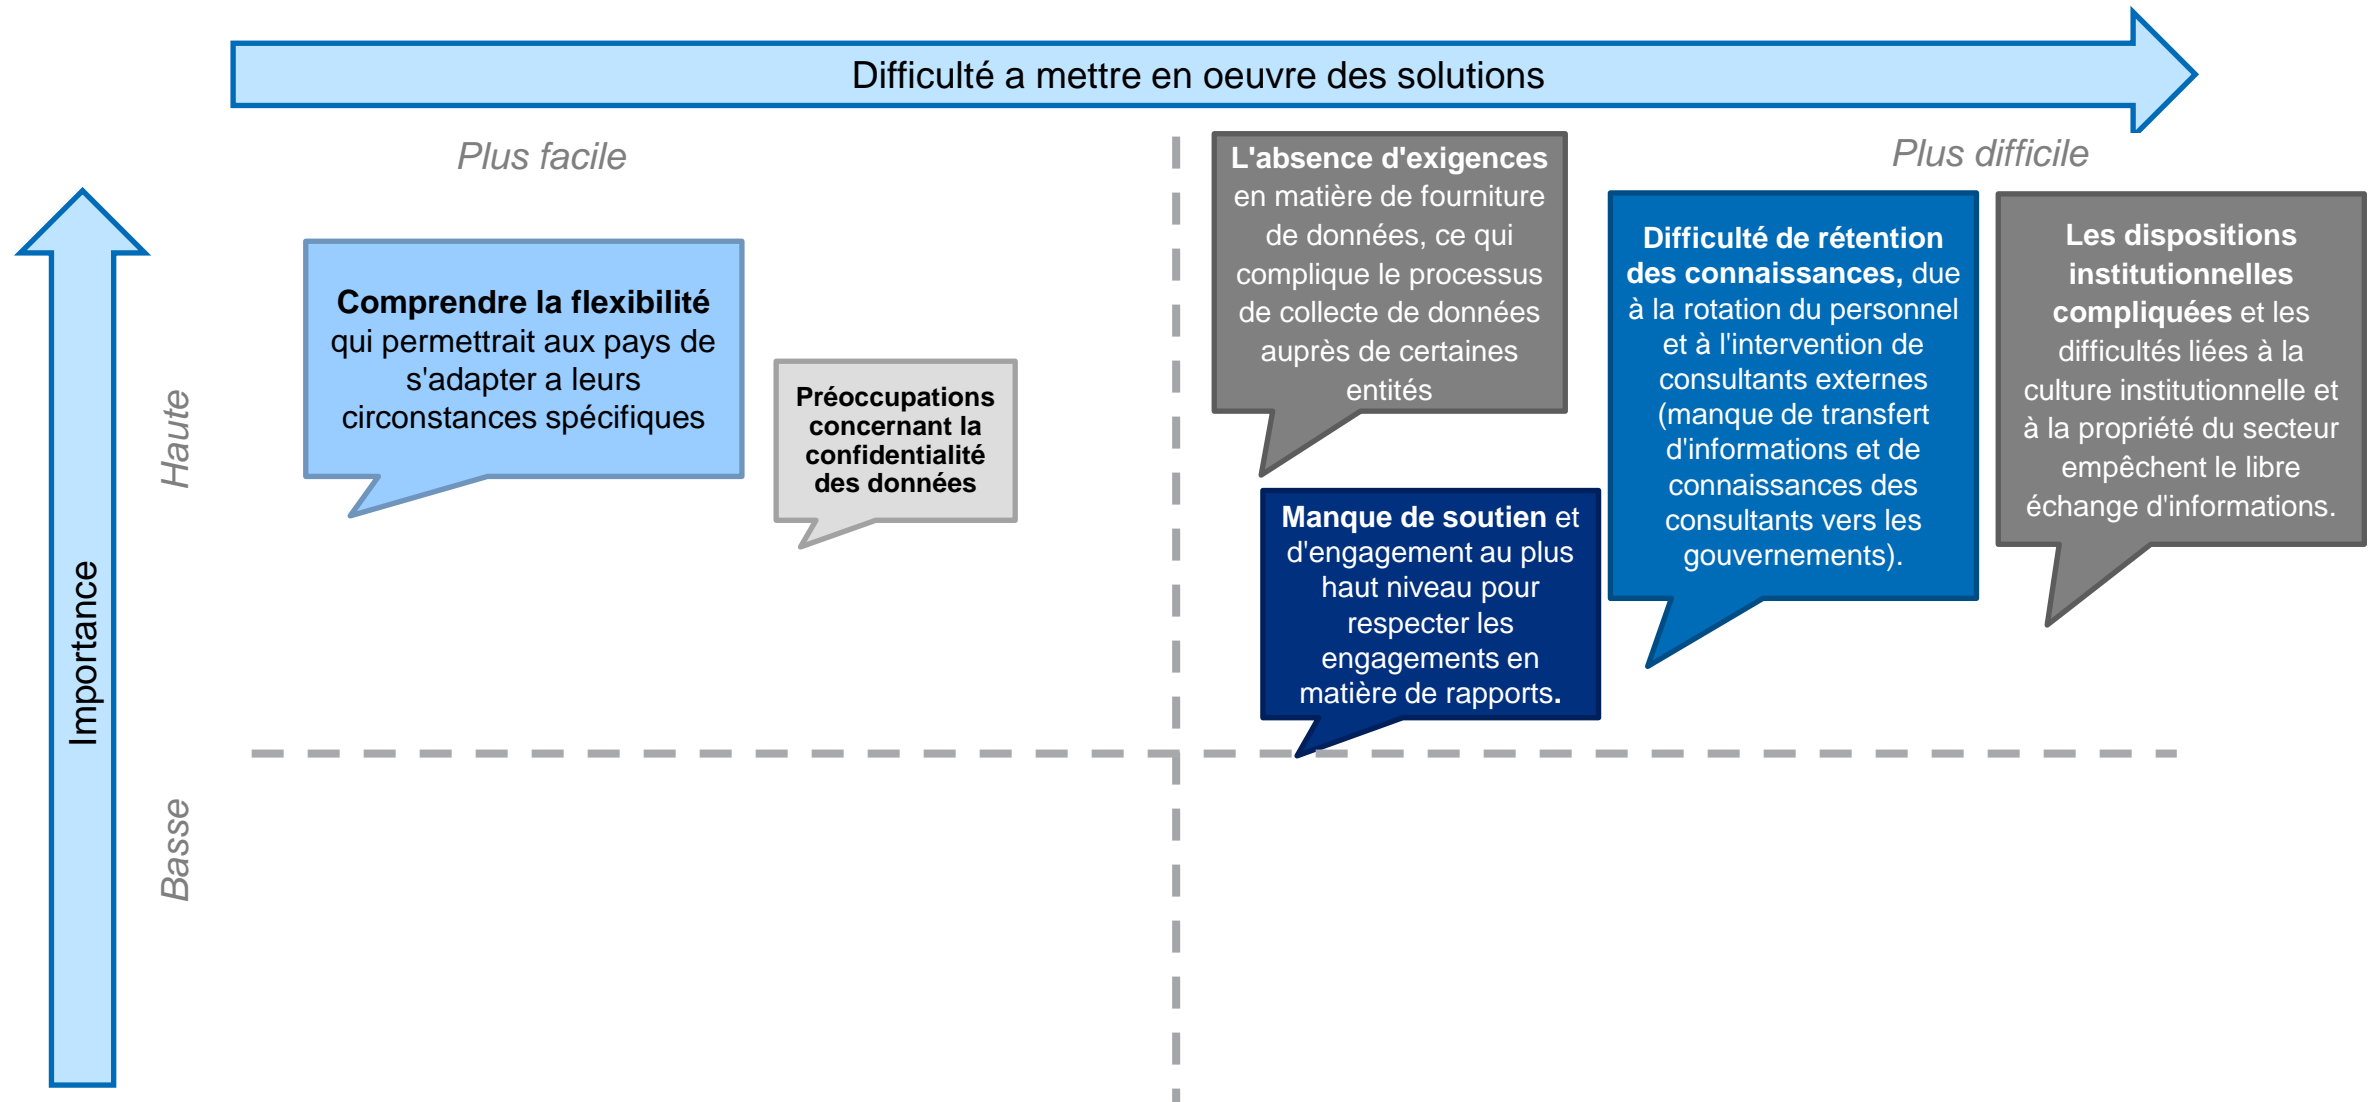 Difficulté a mettre en oeuvre des solutions
Plus facile
Plus difficile
Importance
Haute
Basse
Comprendre la flexibilité
qui permettrait aux pays de
s'adapter a leurs
circonstances spécifiques
Préoccupations
concernant la
confidentialité
des données
L'absence d'exigences
en matière de fourniture
de données, ce qui
complique le processus
de collecte de données
auprès de certaines
entités
Manque de soutien et
d'engagement au plus
haut niveau pour
respecter les
engagements en
matière de rapports.
Difficulté de rétention
des connaissances, due
à la rotation du personnel
et à l'intervention de
consultants externes
(manque de transfert
d'informations et de
connaissances des
consultants vers les
gouvernements).
Les dispositions
institutionnelles
compliquées et les
difficultés liées à la
culture institutionnelle et
à la propriété du secteur
empêchent le libre
échange d'informations.